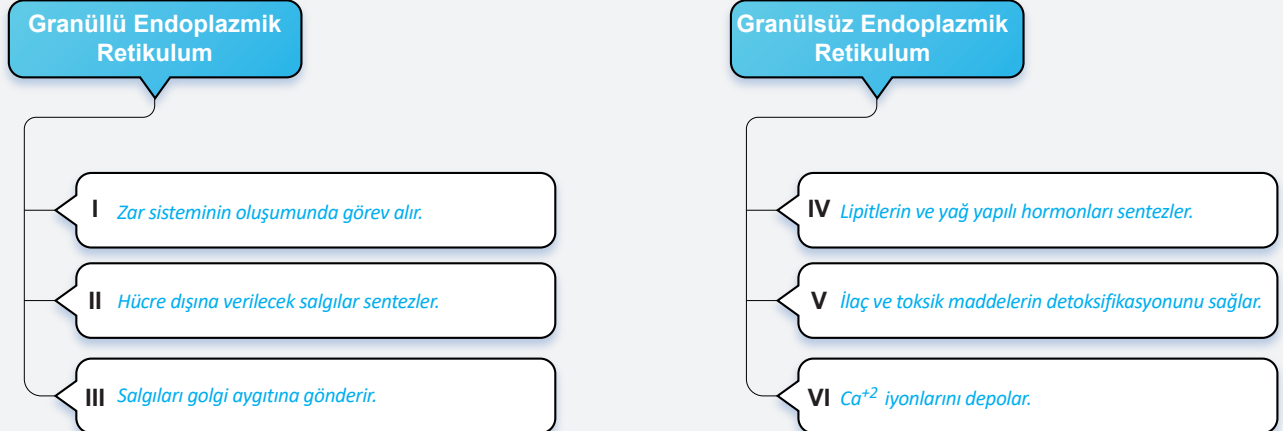 Granüllü Endoplazmik
Retikulum
I Zar sisteminin oluşumunda görev alır.
II Hücre dışına verilecek salgılar sentezler.
III Salgıları golgi aygıtına gönderir.
Granülsüz Endoplazmik
Retikulum
IV Lipitlerin ve yağ yapılı hormonları sentezler.
V İlaç ve toksik maddelerin detoksifikasyonunu sağlar.
VI Ca⁺² iyonlarını depolar.